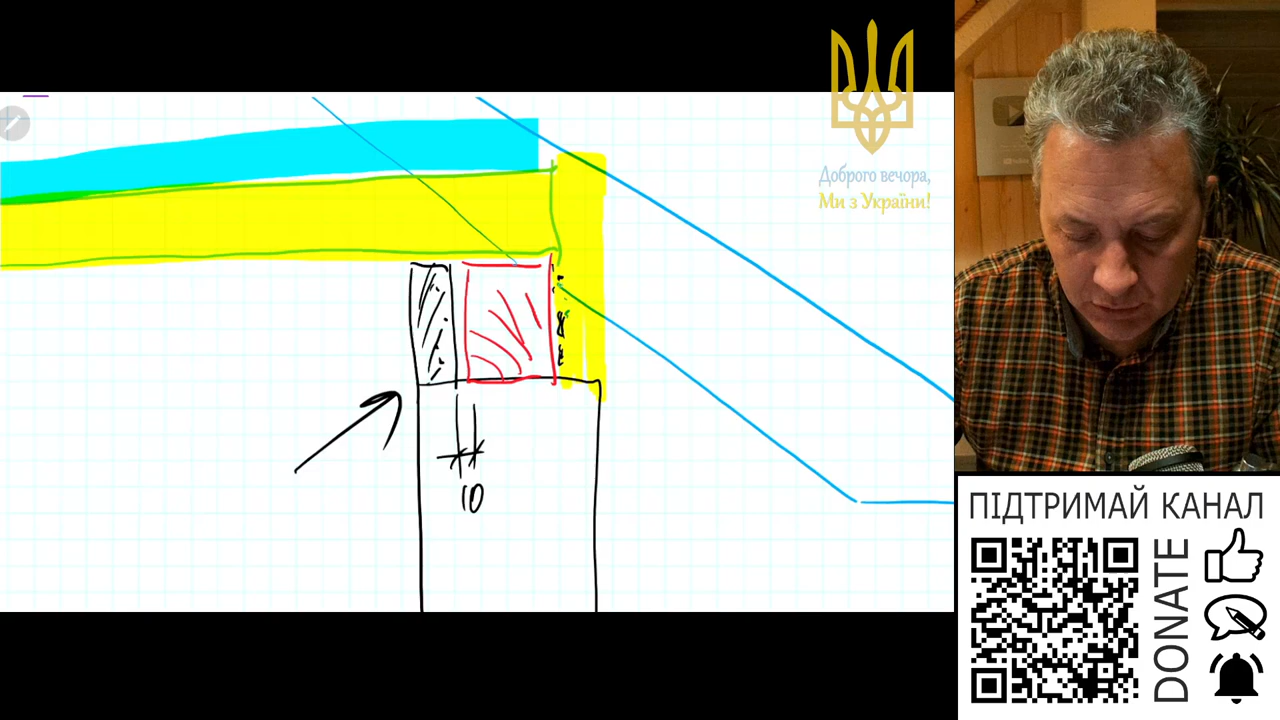 Доброго вечора,
Ми з України!
10
ПІДТРИМАЙ КАНАЛ
DONATE